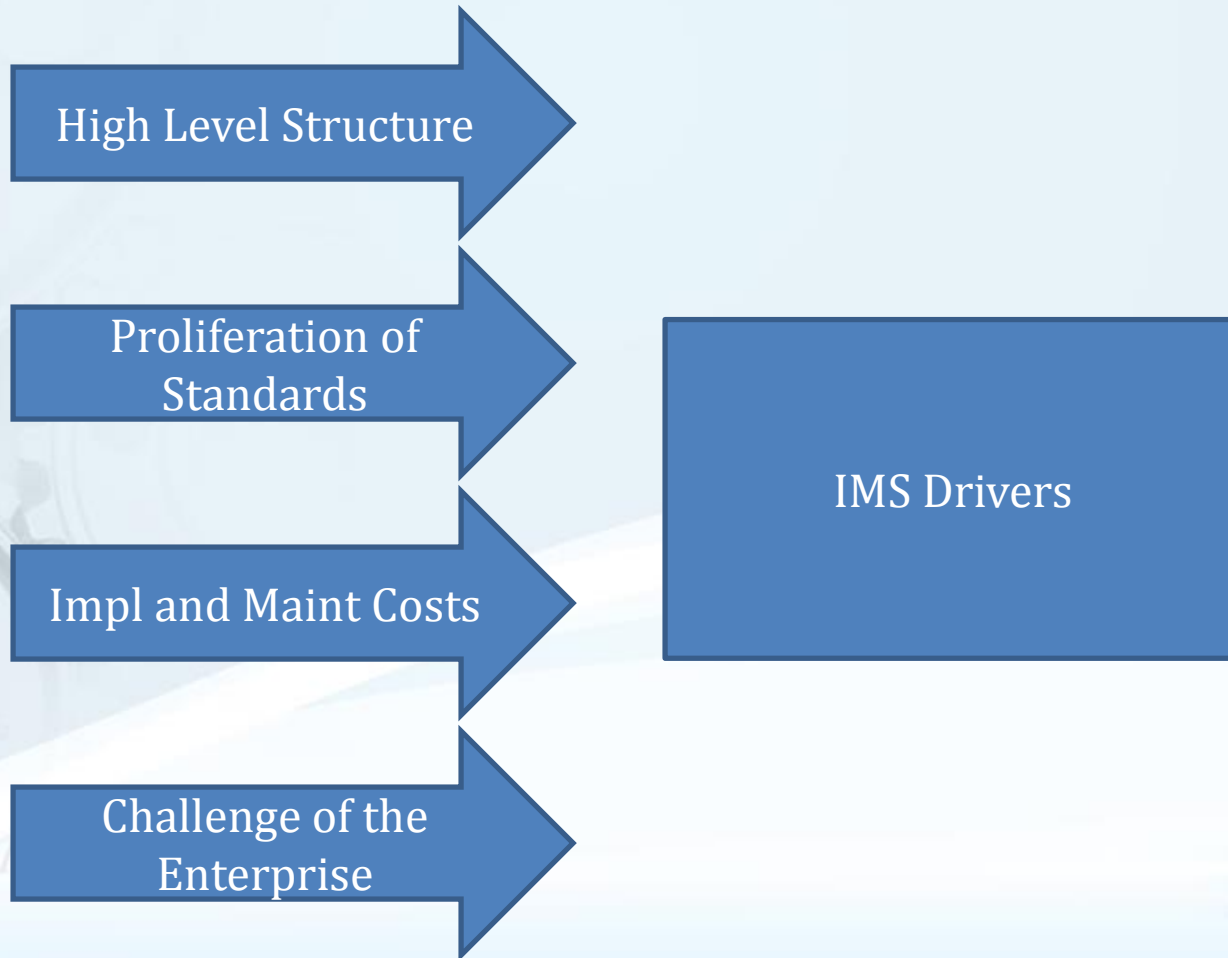 High Level Structure
Proliferation of
Standards
IMS Drivers
Impl and Maint Costs
Challenge of the
Enterprise